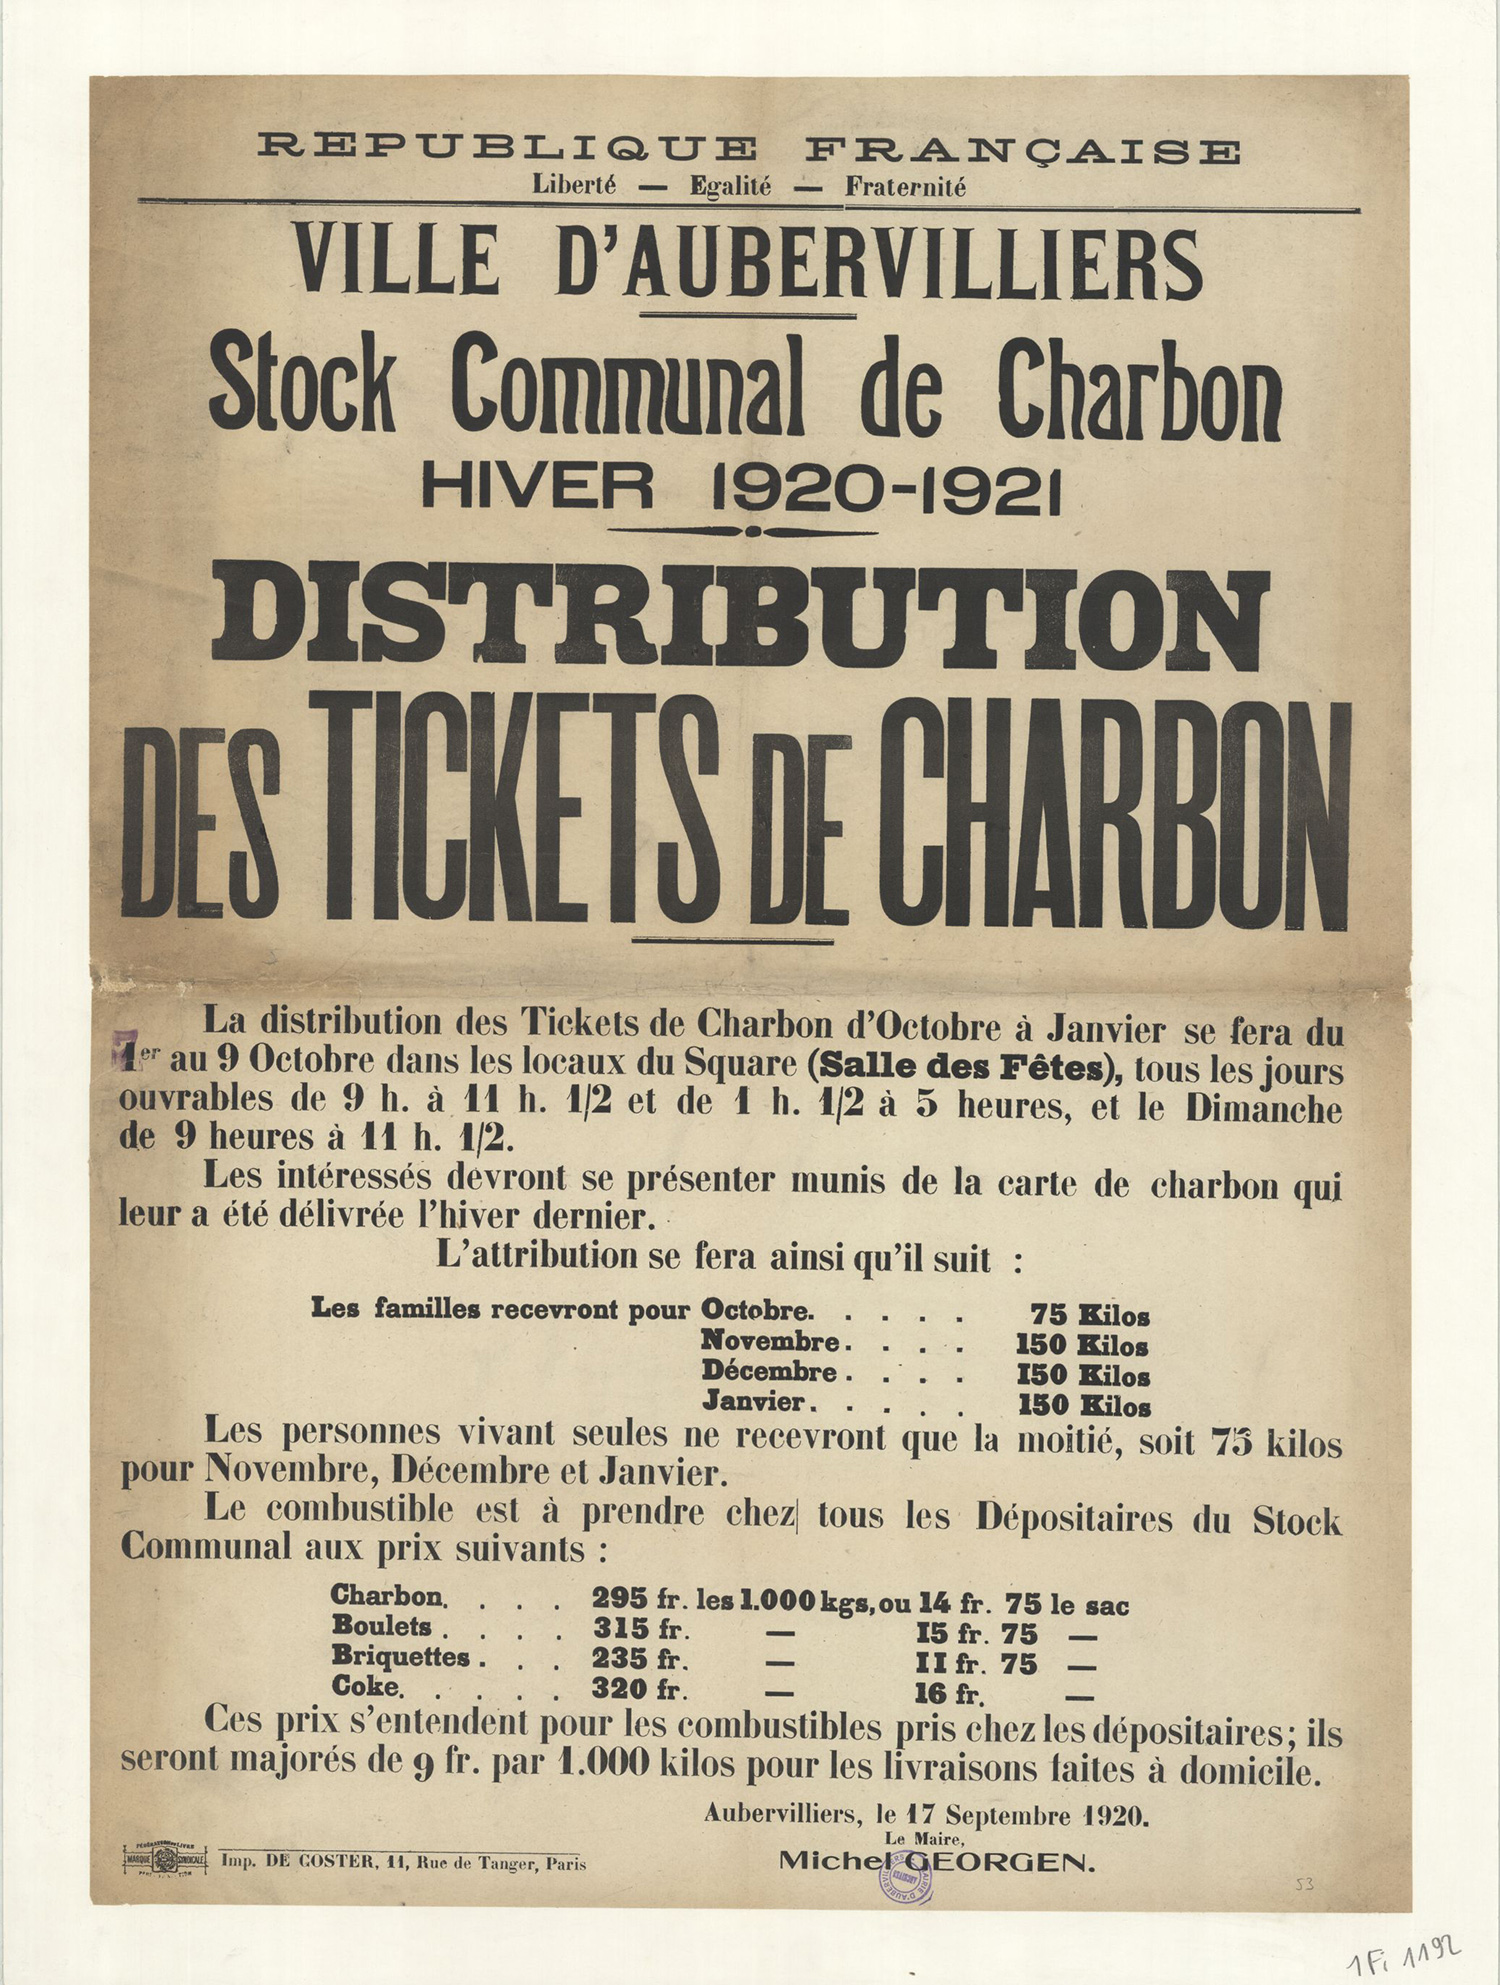 REPUBLIQUE FRANÇAISE
Liberté — Egalité — Fraternité
VILLE D'AUBERVILLIERS
Stock Communal de Charbon
HIVER 1920-1921
DISTRIBUTION
DES TICKETS DE CHARBON
La distribution des Tickets de Charbon d'Octobre à Janvier se fera du
1er au 9 Octobre dans les locaux du Square (Salle des Fêtes), tous les jours
ouvrables de 9 h. à 11 h. 1/2 et de 1 h. 1/2 à 5 heures, et le Dimanche
de 9 heures à 11 h. 1/2.
Les intéressés devront se présenter munis de la carte de charbon qui
leur a été délivrée l'hiver dernier.
L'attribution se fera ainsi qu'il suit :
Les familles recevront pour Octobre. . . . . 75 Kilos
Novembre. . . . . 150 Kilos
Décembre . . . . 150 Kilos
Janvier. . . . . . 150 Kilos
Les personnes vivant seules ne recevront que la moitié, soit 75 kilos
pour Novembre, Décembre et Janvier.
Le combustible est à prendre chez tous les Dépositaires du Stock
Communal aux prix suivants :
Charbon. . . . 295 fr. les 1.000 kgs, ou 14 fr. 75 le sac
Boulets . . . . 315 fr. — 15 fr. 75 —
Briquettes . . . 235 fr. — 11 fr. 75 —
Coke. . . . . 320 fr. — 16 fr. —
Ces prix s'entendent pour les combustibles pris chez les dépositaires; ils
seront majorés de 9 fr. par 1.000 kilos pour les livraisons faites à domicile.
Aubervilliers, le 17 Septembre 1920.
Le Maire,
Michel GEORGEN.
MARQUE SYNDICALE
Imp. DE COSTER, 11, Rue de Tanger, Paris
53
1Fi 1192